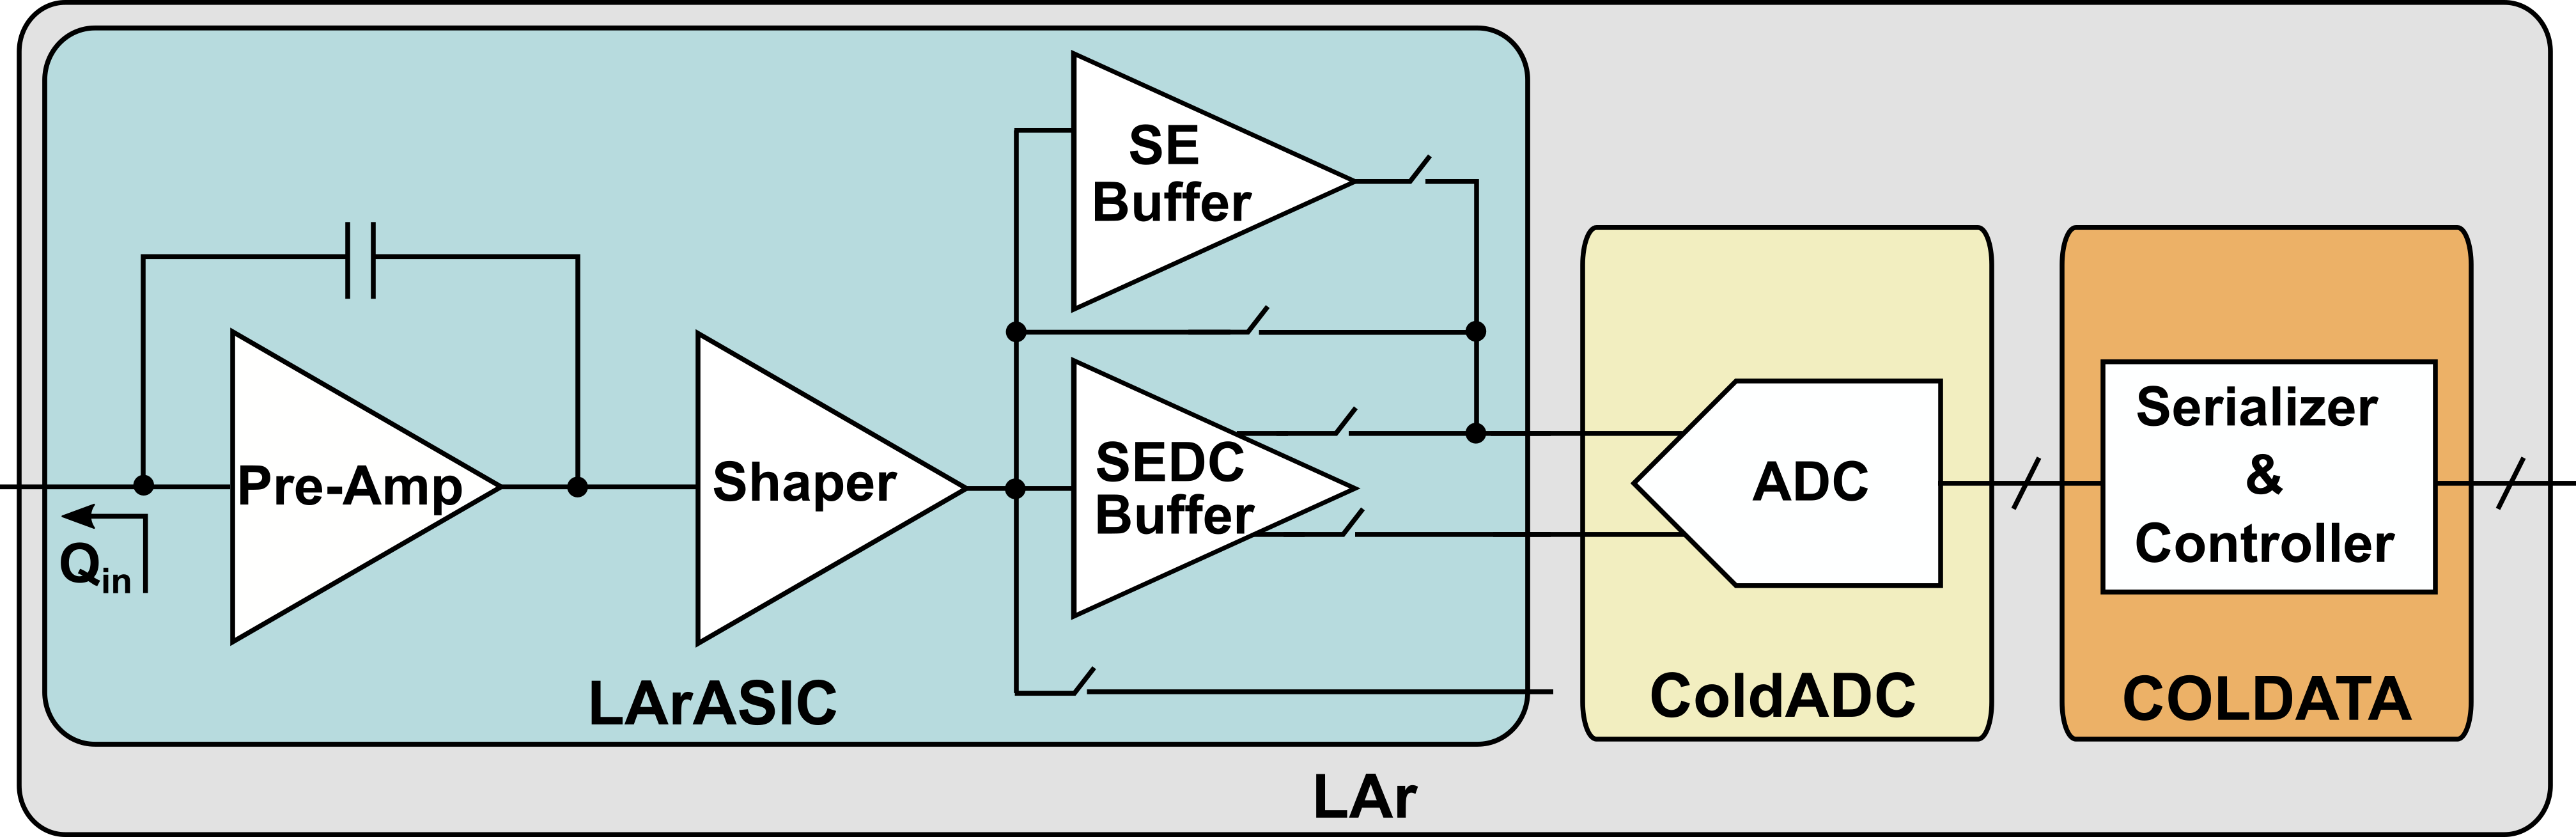 SE
Buffer
Pre-Amp
Shaper
SEDC
Buffer
ADC
Serializer
&
Controller
Qin
LArASIC
ColdADC
COLDATA
LAr